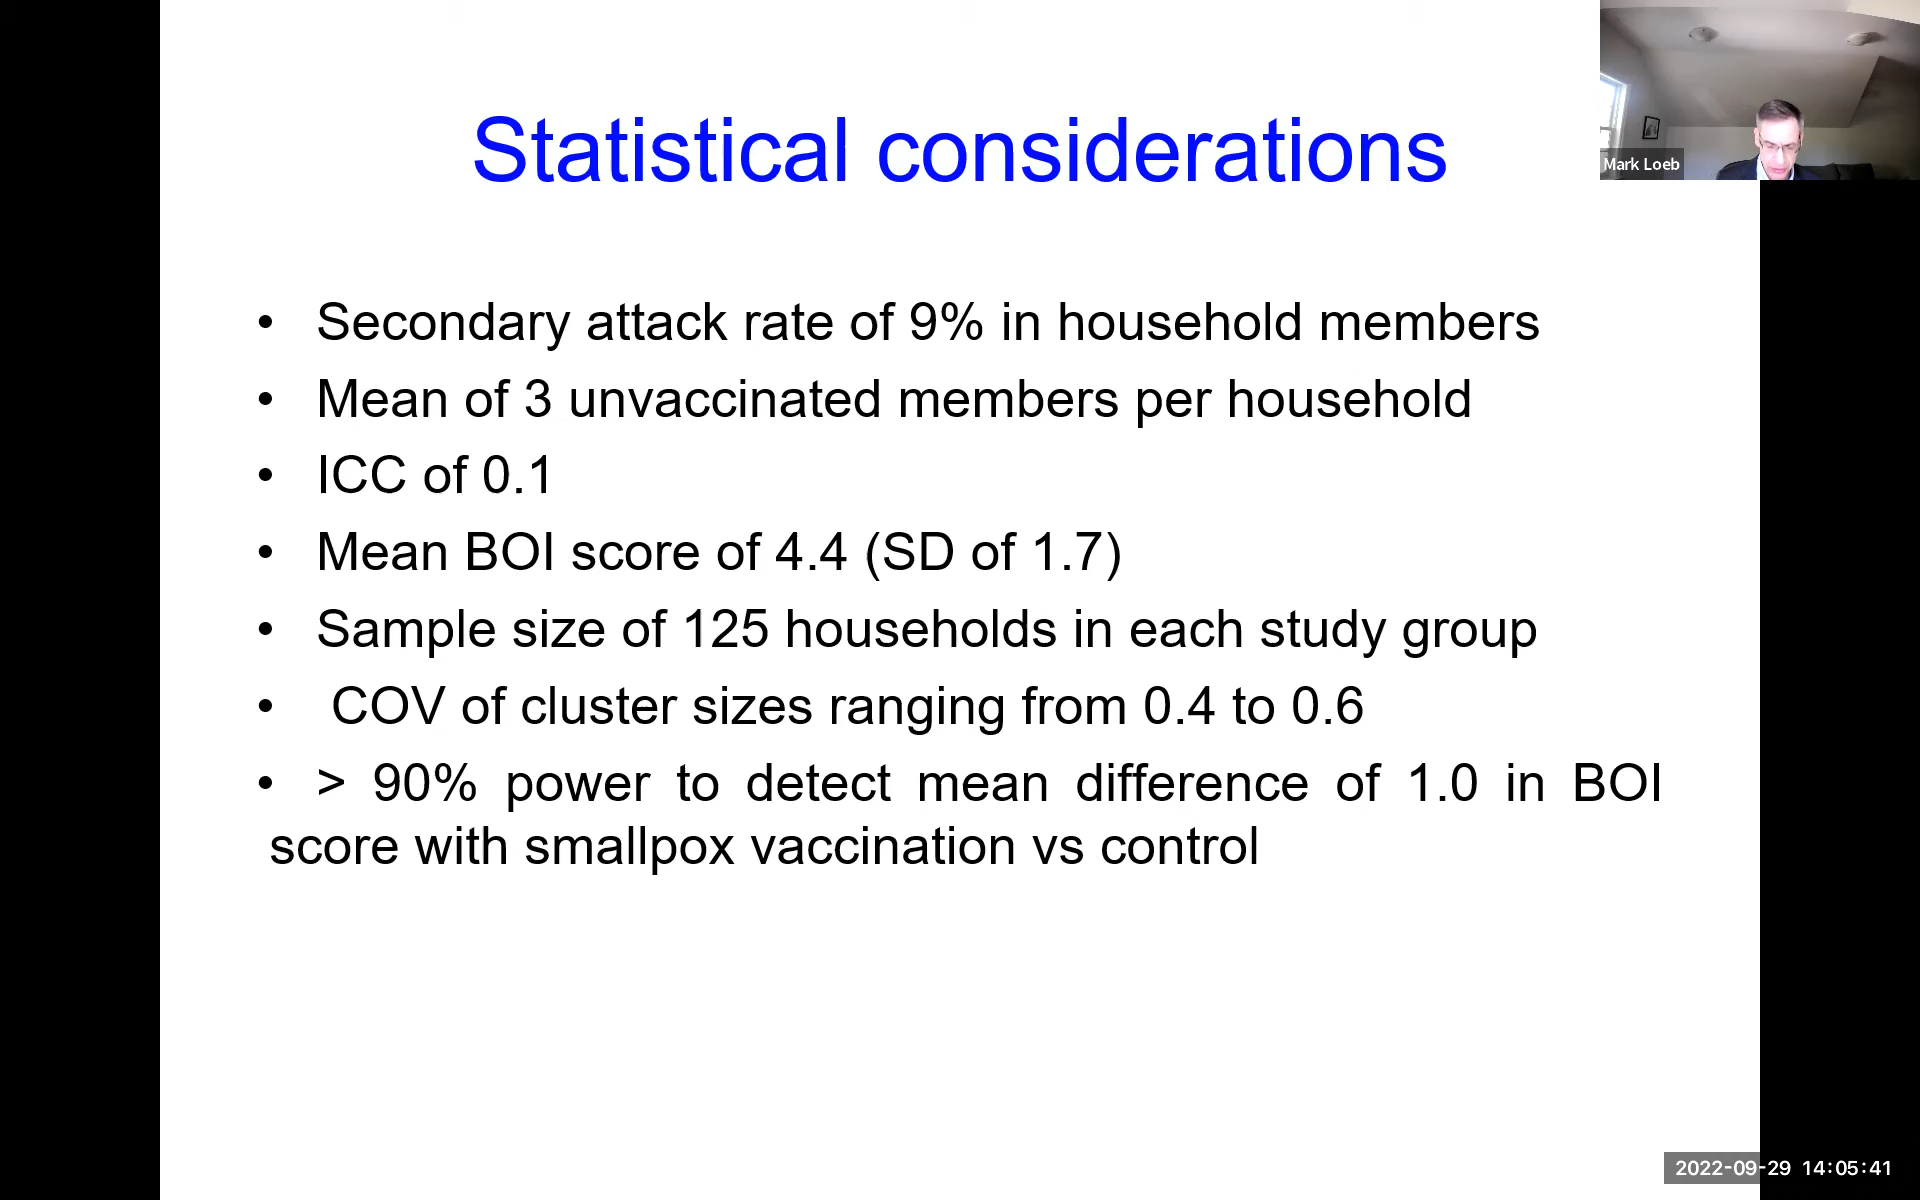 Statistical considerations
Mark Loeb
• Secondary attack rate of 9% in household members
• Mean of 3 unvaccinated members per household
• ICC of 0.1
• Mean BOI score of 4.4 (SD of 1.7)
• Sample size of 125 households in each study group
• COV of cluster sizes ranging from 0.4 to 0.6
• > 90% power to detect mean difference of 1.0 in BOI
score with smallpox vaccination vs control
2022-09-29 14:05:41